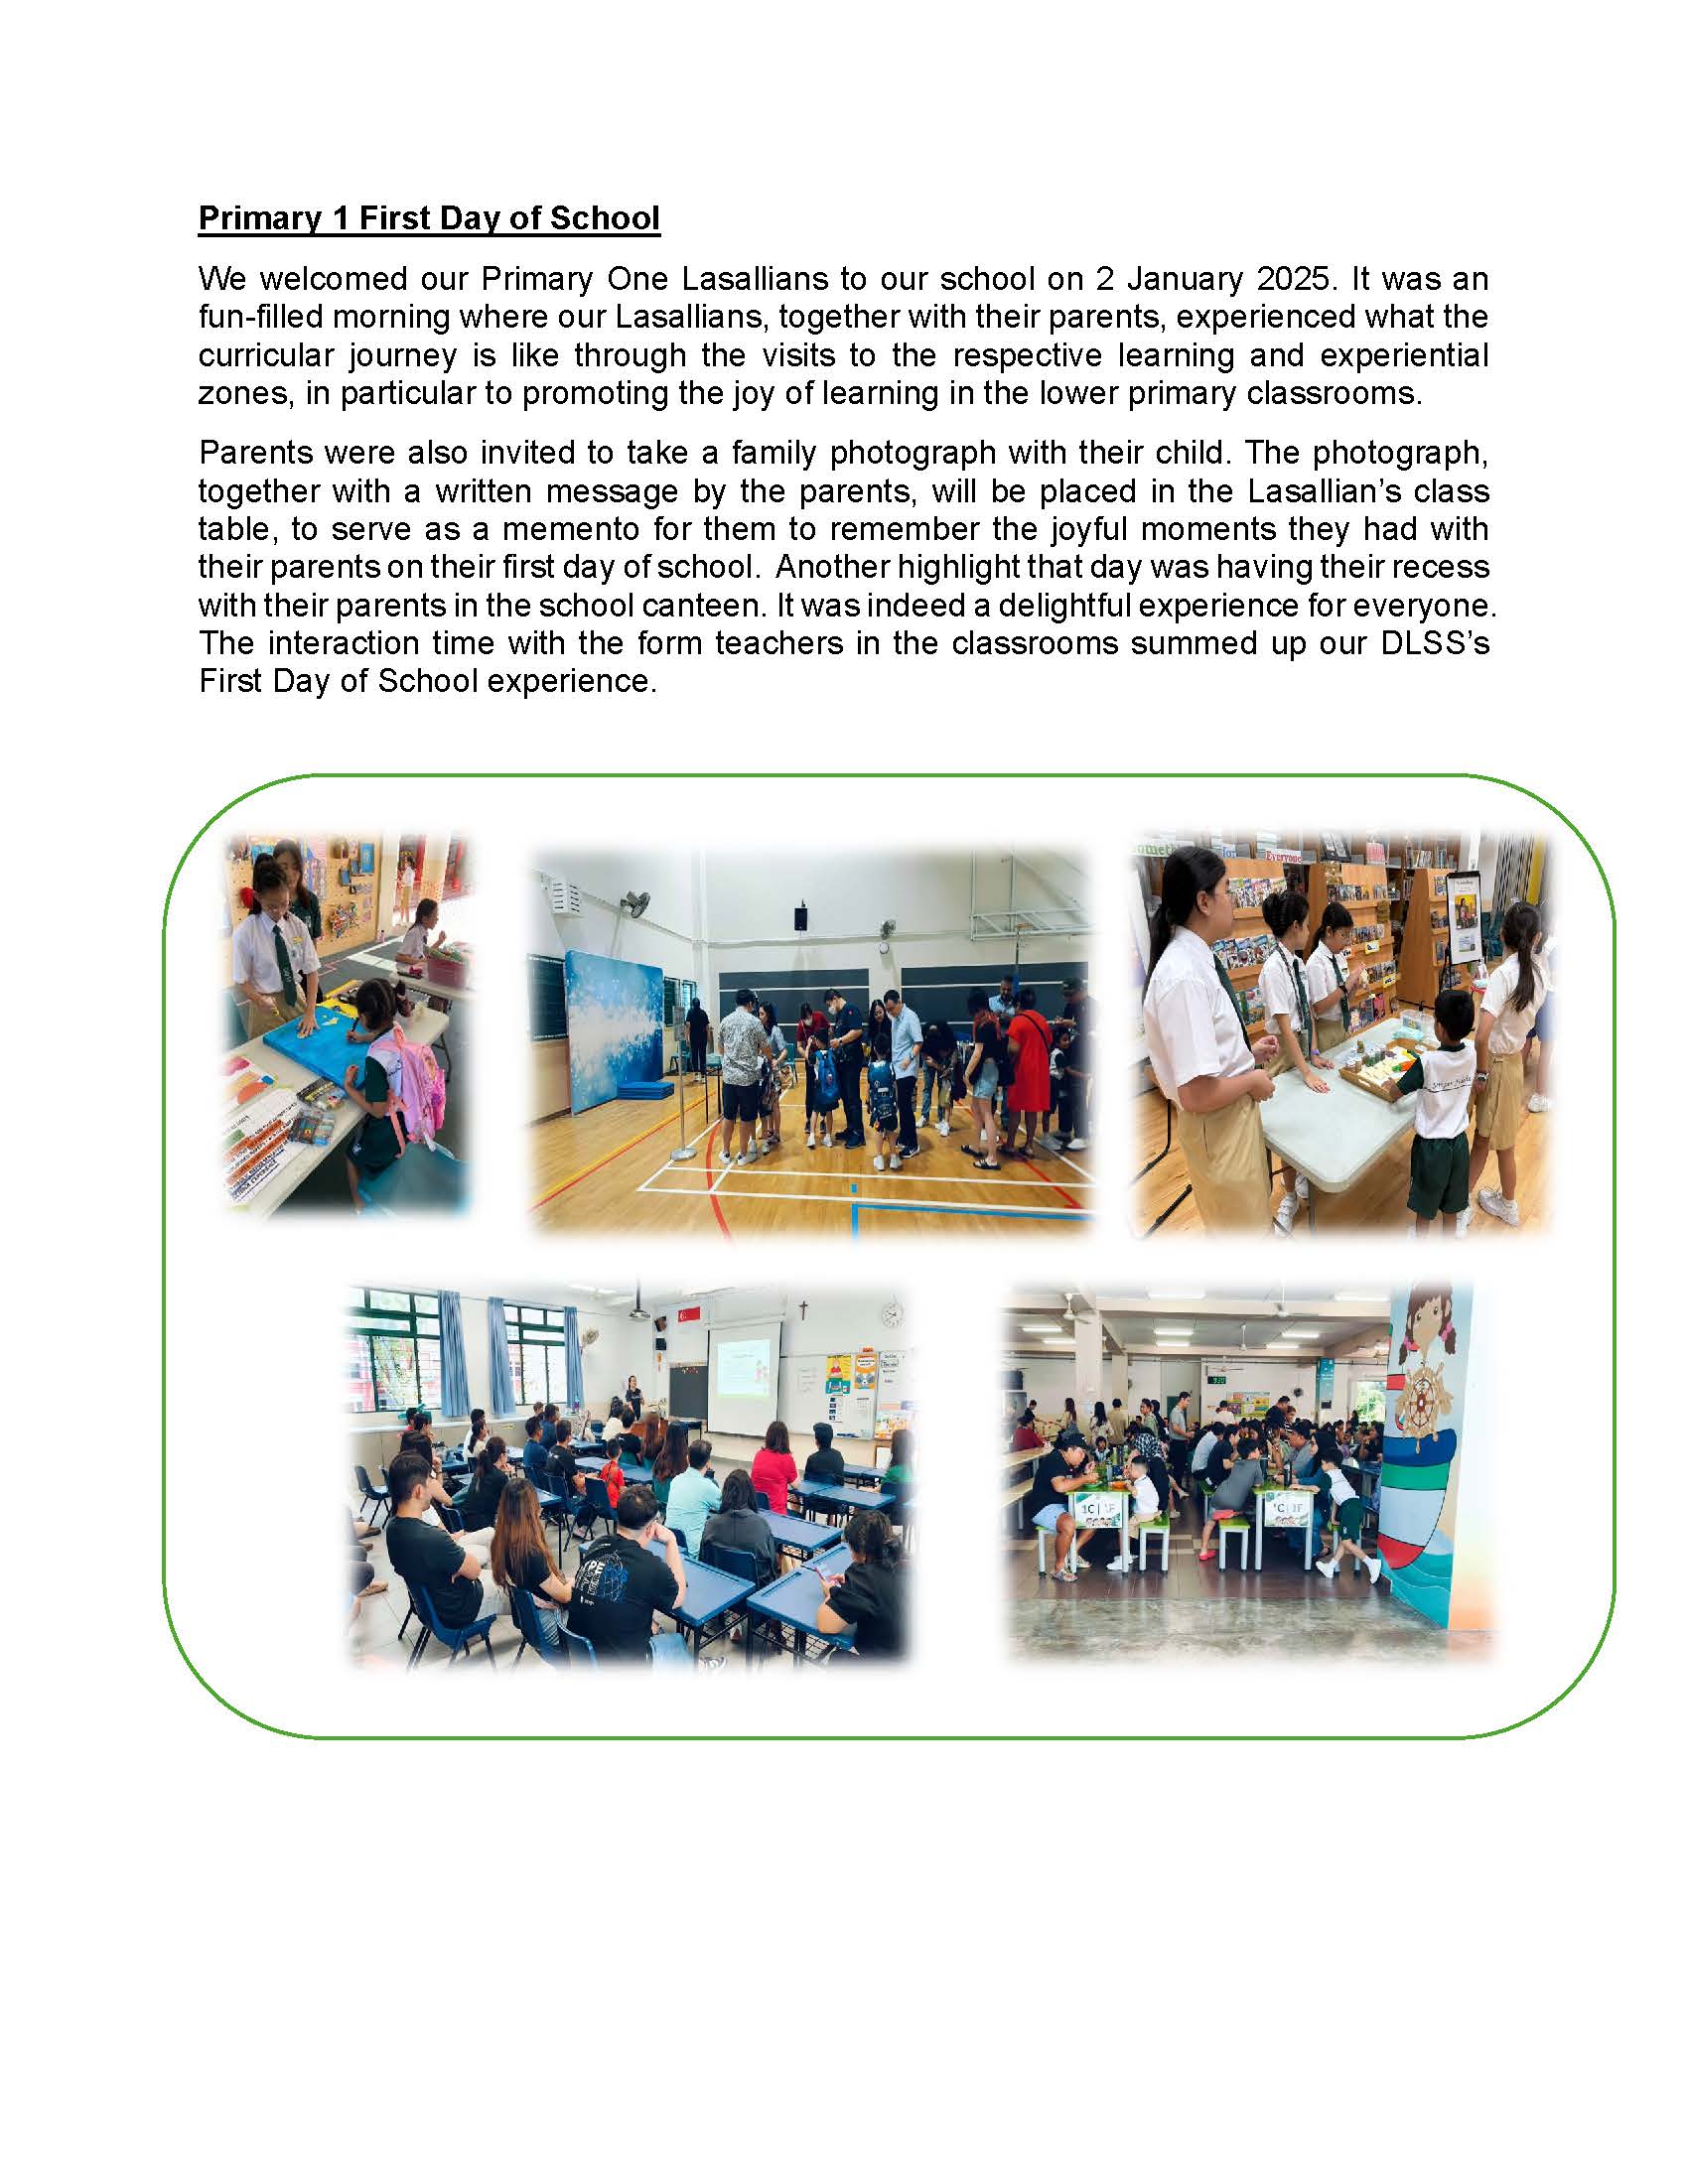 Primary 1 First Day of School
We welcomed our Primary One Lasallians to our school on 2 January 2025. It was an
fun-filled morning where our Lasallians, together with their parents, experienced what the
curricular journey is like through the visits to the respective learning and experiential
zones, in particular to promoting the joy of learning in the lower primary classrooms.
Parents were also invited to take a family photograph with their child. The photograph,
together with a written message by the parents, will be placed in the Lasallian’s class
table, to serve as a memento for them to remember the joyful moments they had with
their parents on their first day of school.  Another highlight that day was having their recess
with their parents in the school canteen. It was indeed a delightful experience for everyone.
The interaction time with the form teachers in the classrooms summed up our DLSS’s
First Day of School experience.
for
Everyone
1C | 1F